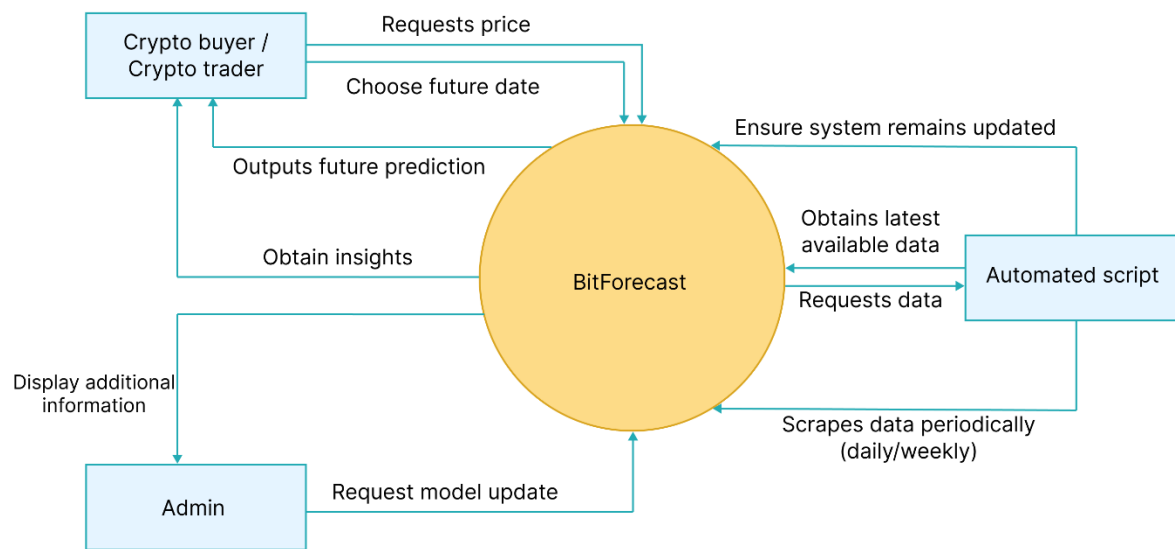 Requests price
Crypto buyer /
Crypto trader
Choose future date
Ensure system remains updated
Outputs future prediction
Obtains latest
available data
Obtain insights
BitForecast
Automated script
Requests data
Display additional
information
Scrapes data periodically
(daily/weekly)
Request model update
Admin